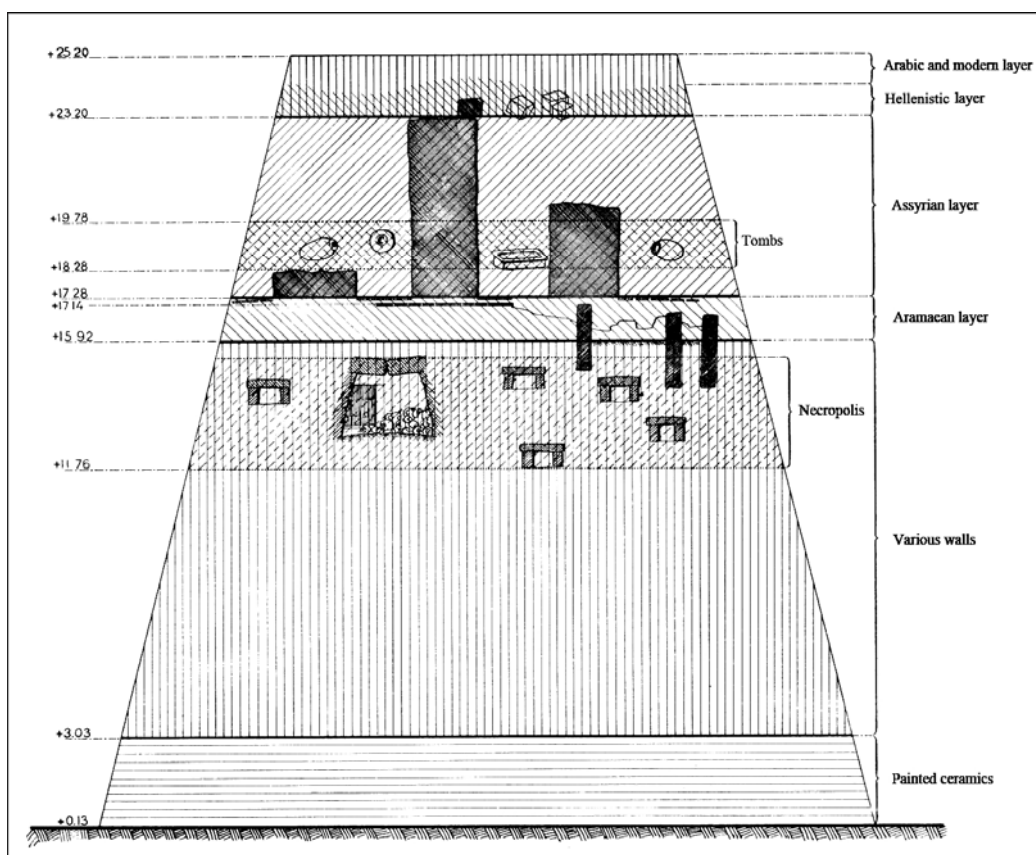 +25.20
Arabic and modern layer
Hellenistic layer
+23.20
Assyrian layer
+19.78
Tombs
+18.28
+17.28
+17.14
Aramaean layer
+15.92
Necropolis
+11.76
Various walls
+3.03
Painted ceramics
+0.13